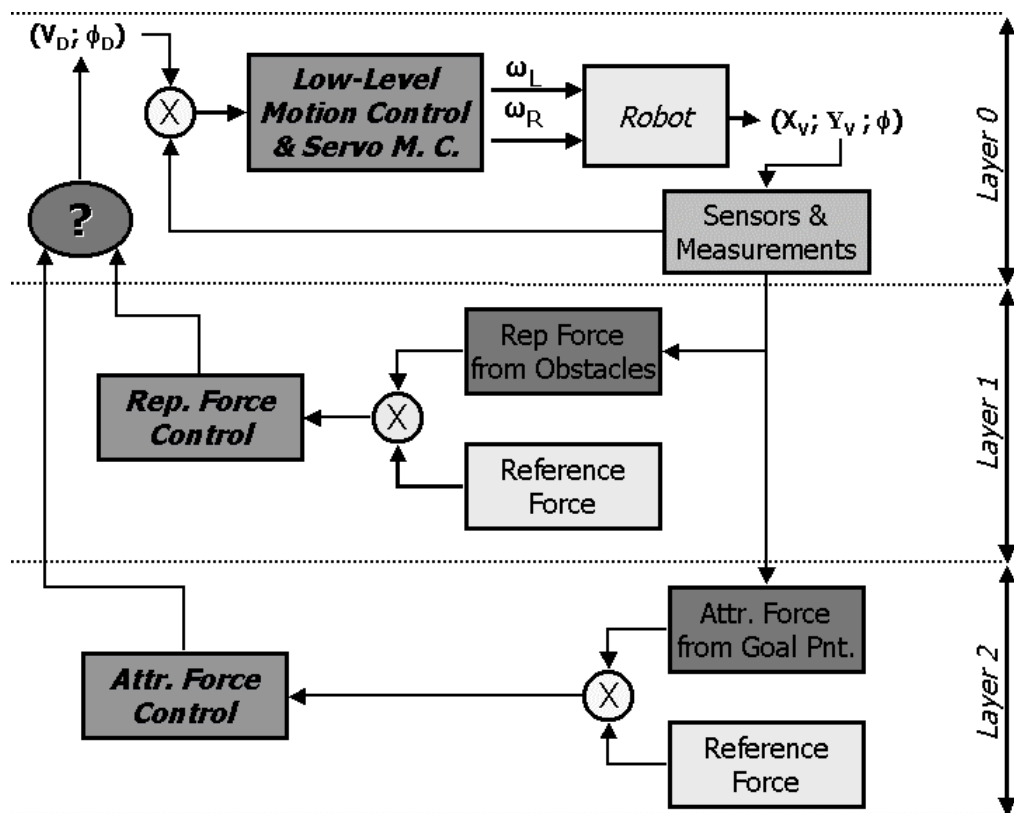 (V_D; ϕ_D)
X
Low-Level
Motion Control
& Servo M. C.
ω_L
ω_R
Robot
(X_V; Y_V; ϕ)
Layer 0
?
Sensors &
Measurements
Rep Force
from Obstacles
Rep. Force
Control
X
Reference
Force
Layer 1
Attr. Force
from Goal Pnt.
Attr. Force
Control
X
Reference
Force
Layer 2